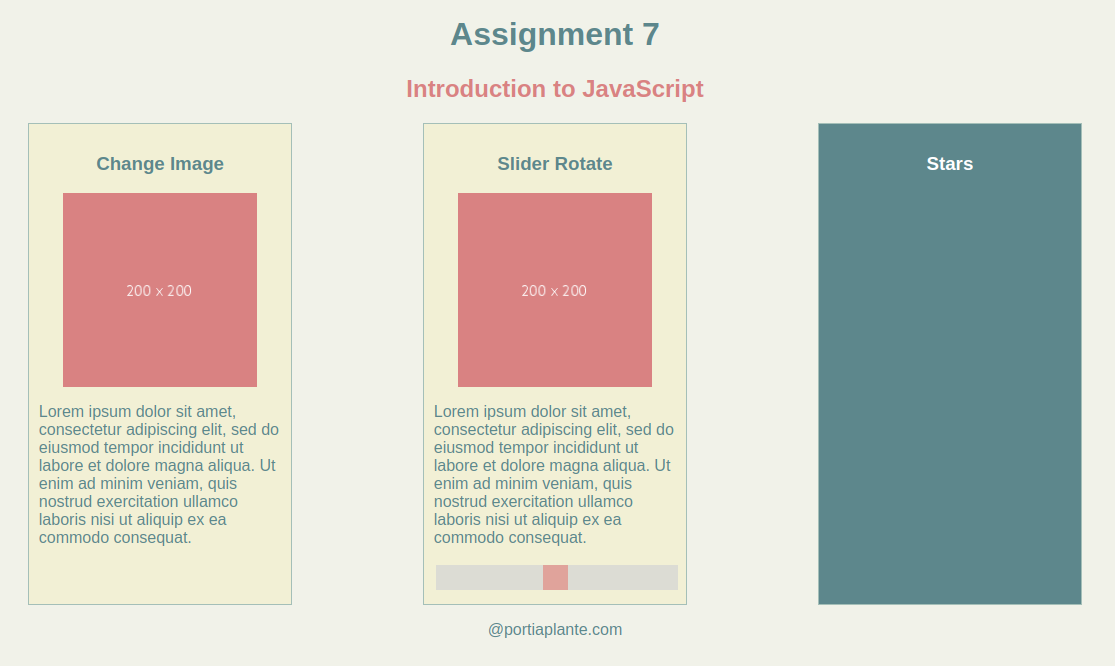 Assignment 7
Introduction to JavaScript
Change Image
200 x 200
Lorem ipsum dolor sit amet,
consectetur adipiscing elit, sed do
eiusmod tempor incididunt ut
labore et dolore magna aliqua. Ut
enim ad minim veniam, quis
nostrud exercitation ullamco
laboris nisi ut aliquip ex ea
commodo consequat.
Slider Rotate
200 x 200
Lorem ipsum dolor sit amet,
consectetur adipiscing elit, sed do
eiusmod tempor incididunt ut
labore et dolore magna aliqua. Ut
enim ad minim veniam, quis
nostrud exercitation ullamco
laboris nisi ut aliquip ex ea
commodo consequat.
Stars
@portiaplante.com